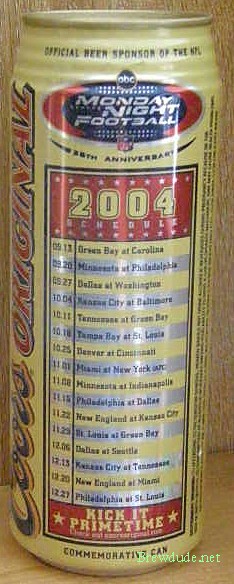 OFFICIAL BEER SPONSOR OF THE NFL
abc
MONDAY
NIGHT
FOOTBALL
35th ANNIVERSARY
Coors ORIGINAL
2004
SCHEDULE
09.13 Green Bay at Carolina
09.20 Minnesota at Philadelphia
09.27 Dallas at Washington
10.04 Kansas City at Baltimore
10.11 Tennessee at Green Bay
10.18 Tampa Bay at St. Louis
10.25 Denver at Cincinnati
11.01 Miami at New York
11.08 Minnesota at Indianapolis
11.15 Philadelphia at Dallas
11.22 New England at Kansas City
11.29 St. Louis at Green Bay
12.06 Dallas at Seattle
12.13 Kansas City at Tennessee
12.20 New England at Miami
12.27 Philadelphia at St. Louis
KICK IT
PRIMETIME
COMMEMORATIVE CAN
Brewdude.net